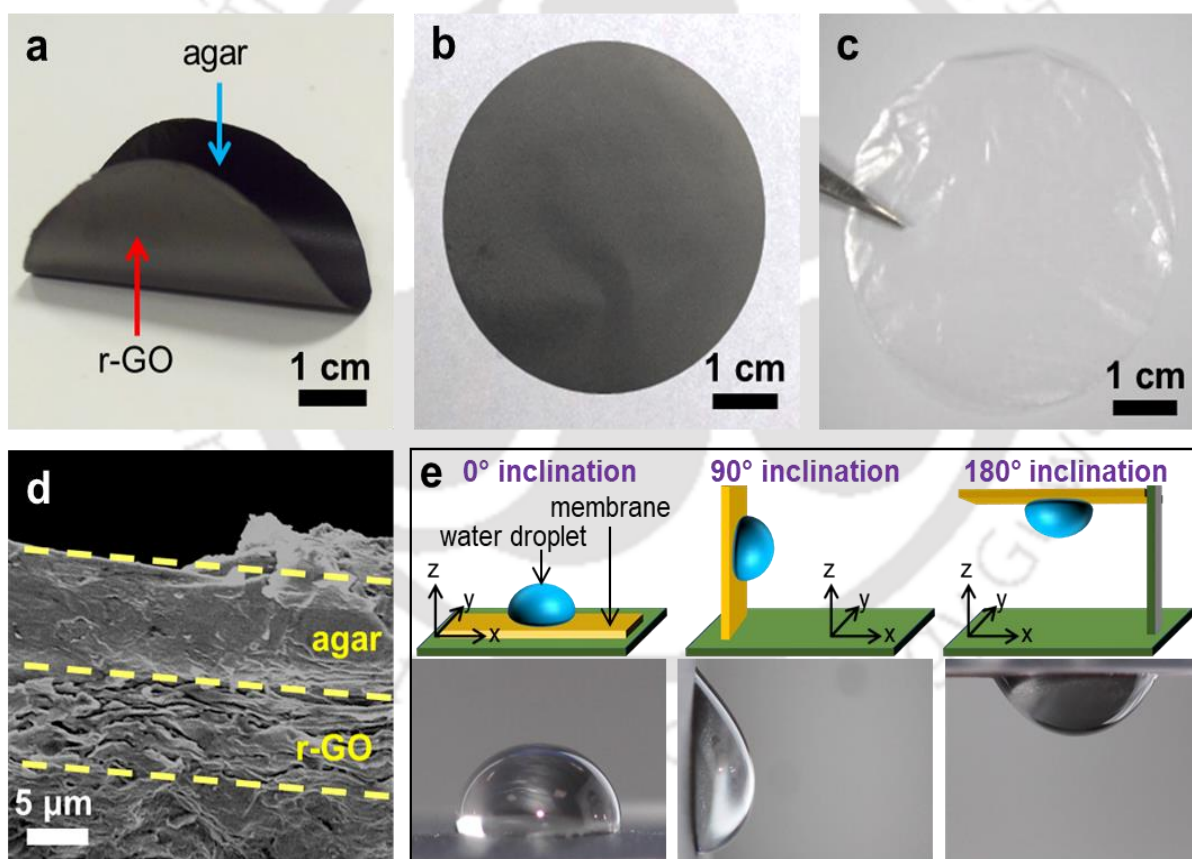 a
agar
r-GO
1 cm
b
1 cm
c
1 cm
d
agar
r-GO
5 µm
e
0° inclination
90° inclination
180° inclination
membrane
water droplet
z
y
x
z
y
x
z
y
x